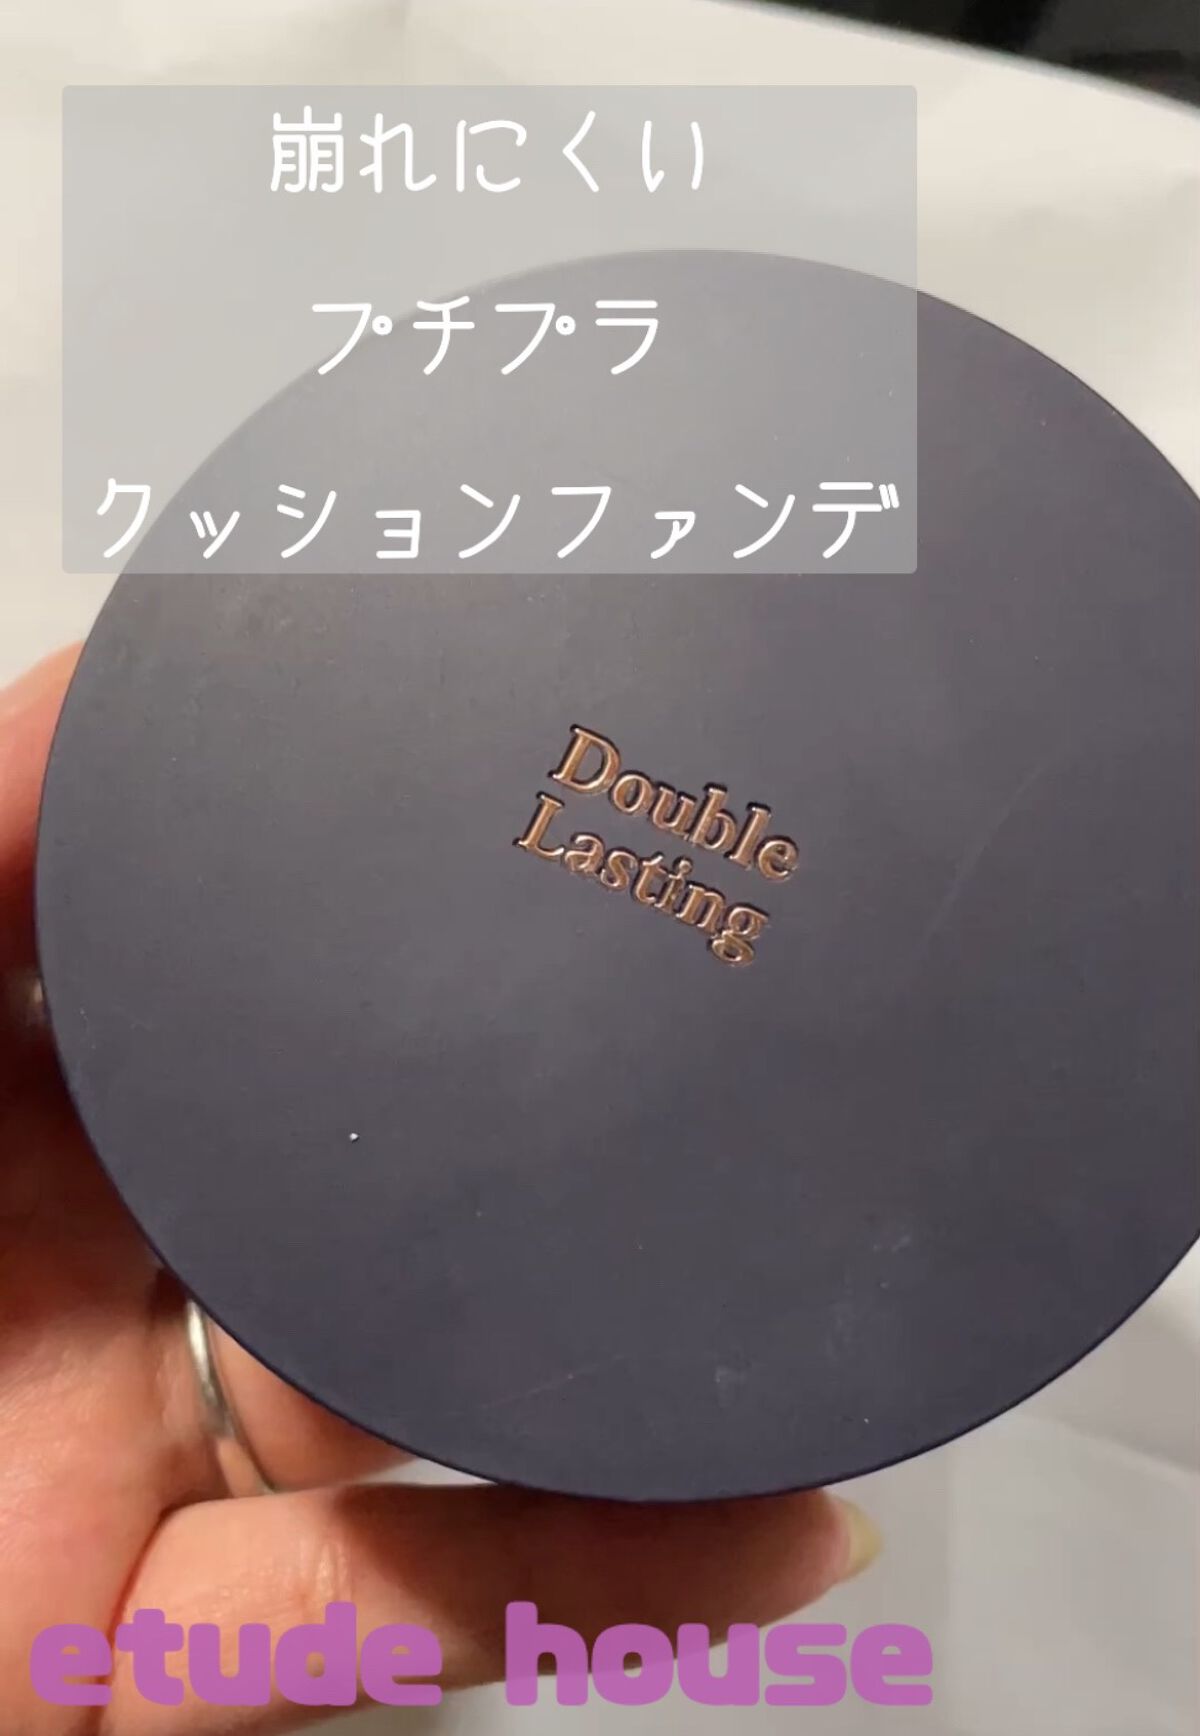 崩れにくい
プチプラ
クッションファンデ
Double
Lasting
etude house